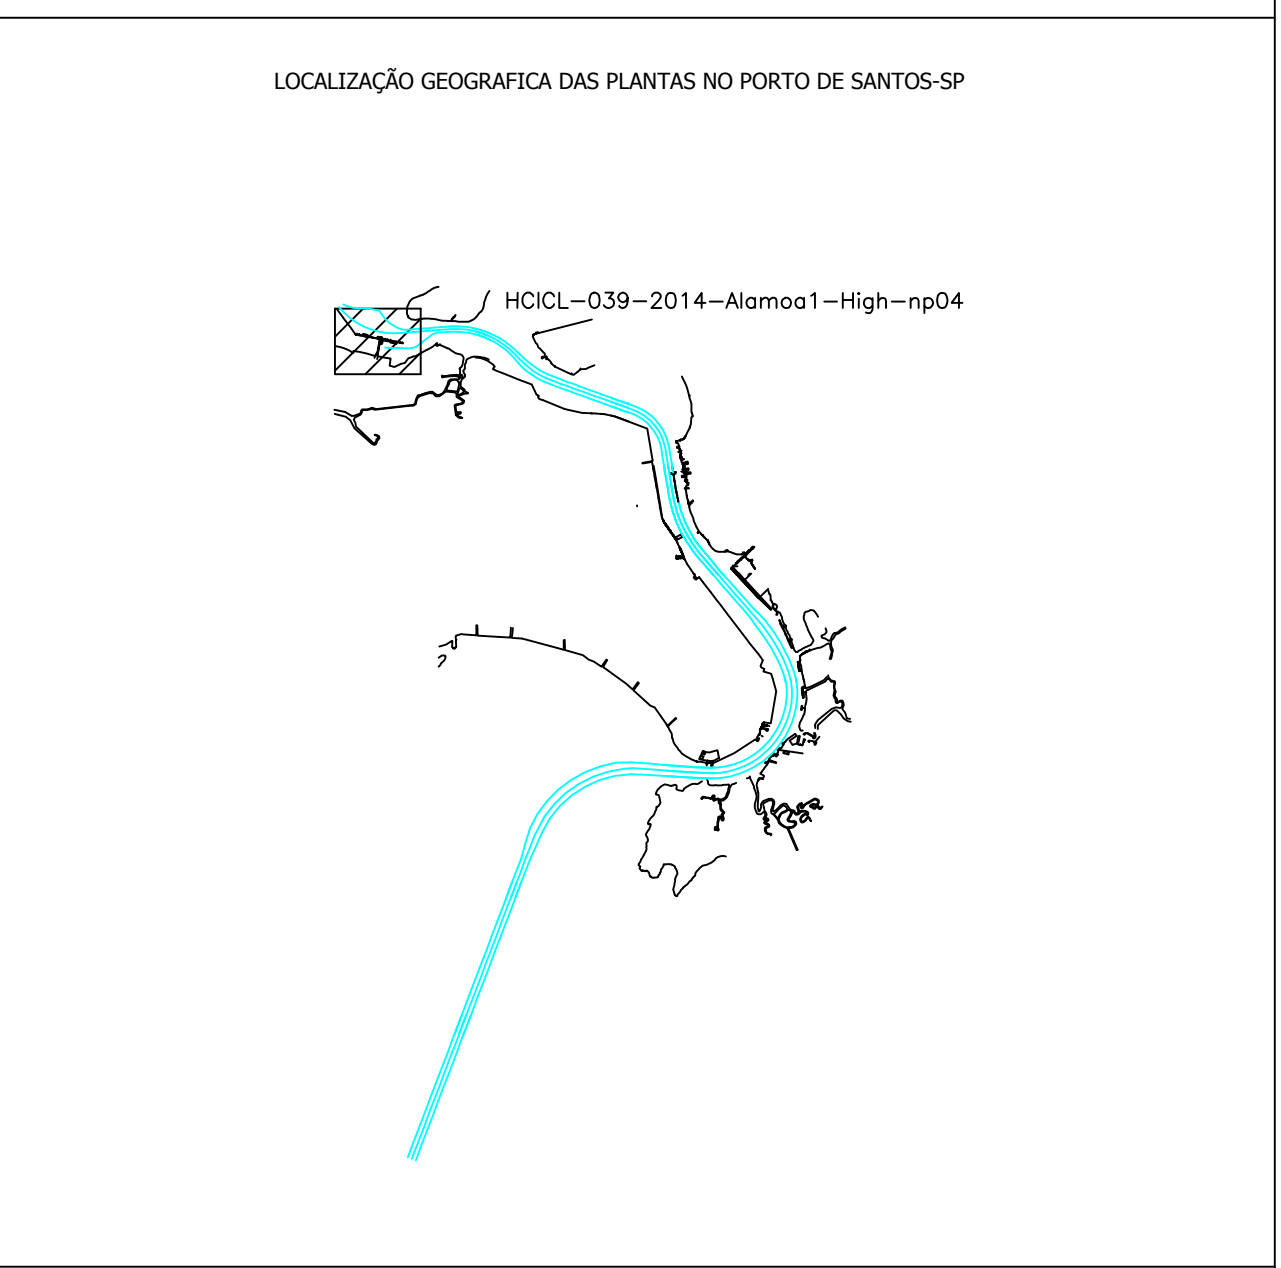 LOCALIZAÇÃO GEOGRAFICA DAS PLANTAS NO PORTO DE SANTOS-SP
HCICL-039-2014-Alamoa1-High-np04